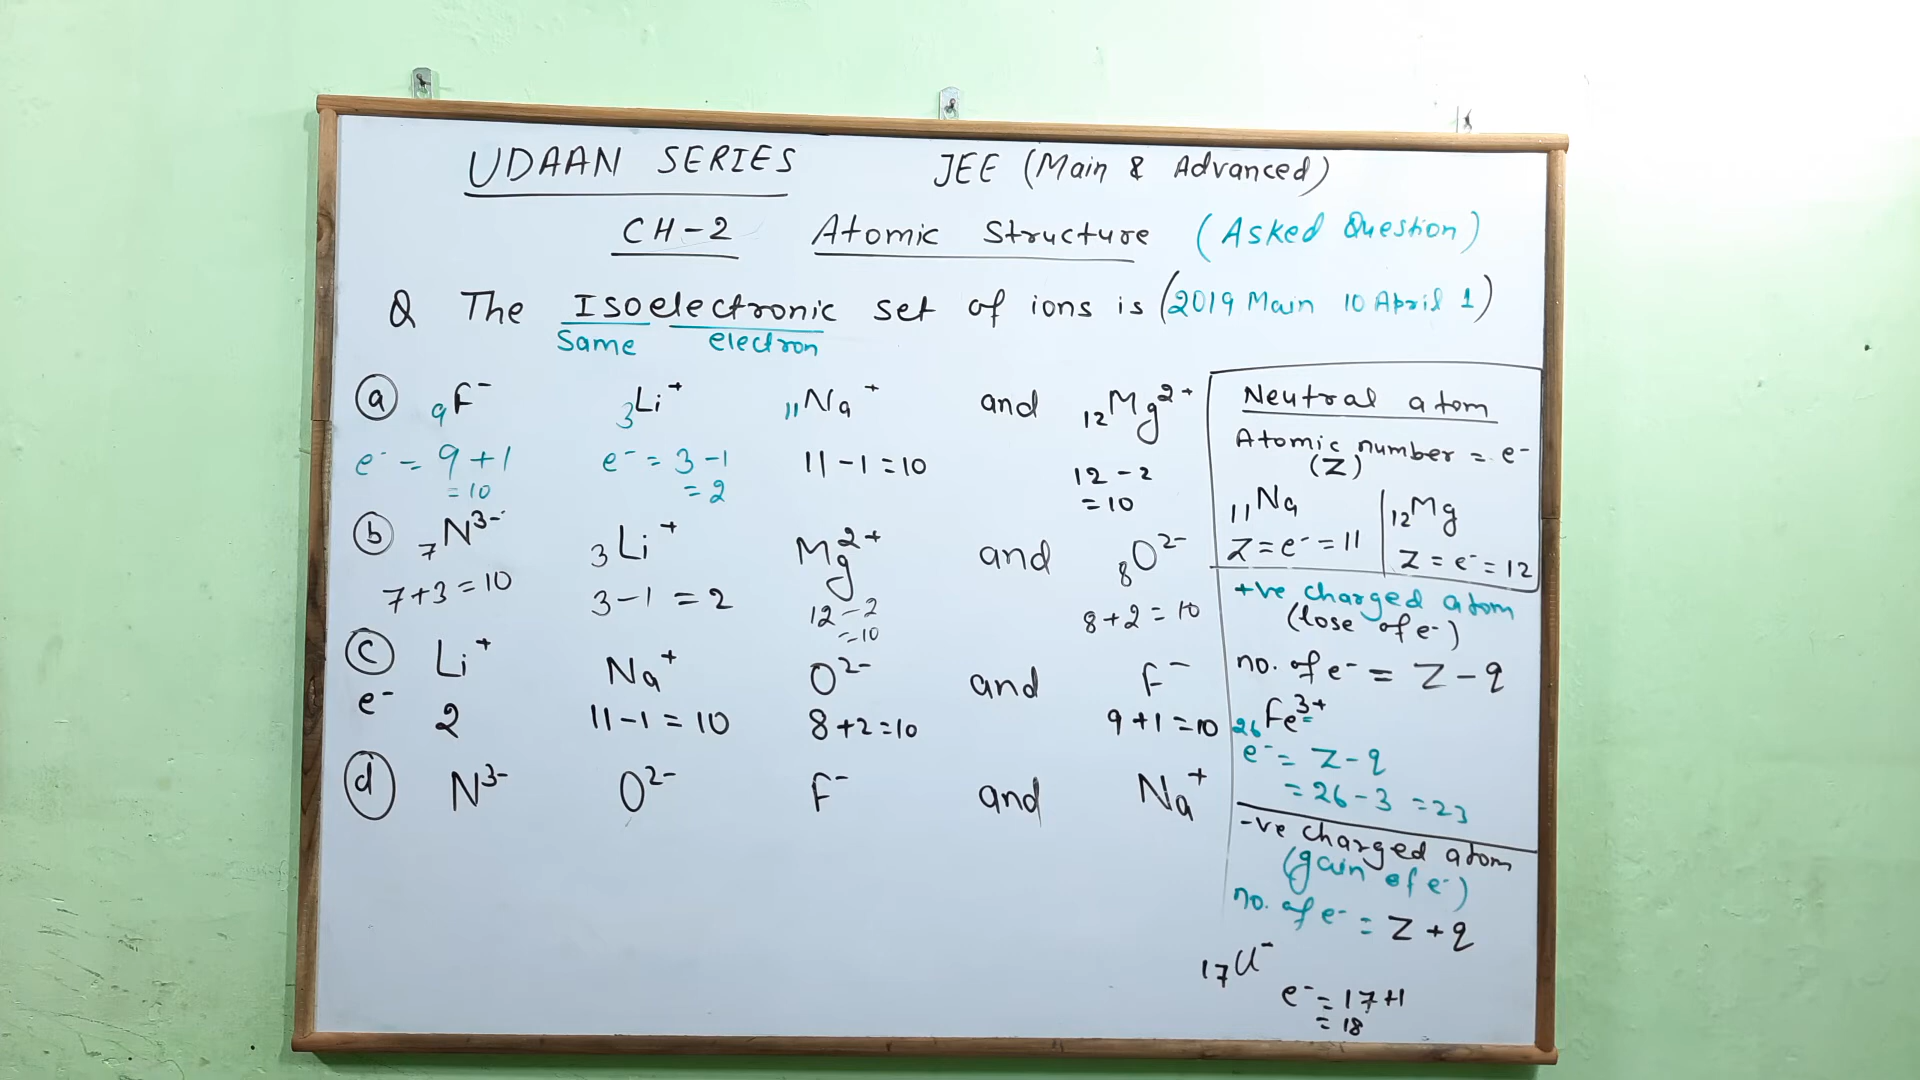 UDAAN SERIES JEE (Main & Advanced)
CH-2 Atomic Structure (Asked Question)
Q The Isoelectronic set of ions is (2019 Main 10 April 1)
Same electron
(a) ₉F⁻ ₃Li⁺ ₁₁Na⁺ and ₁₂Mg²⁺
e⁻ = 9+1 e⁻ = 3-1 11-1=10 12-2
=10 =2 =10
(b) ₇N³⁻ ₃Li⁺ Mg²⁺ and ₈O²⁻
7+3=10 3-1=2 12-2 8+2=10
=10
(c) Li⁺ Na⁺ O²⁻ and F⁻
e⁻ 2 11-1=10 8+2=10 9+1=10
(d) N³⁻ O²⁻ F⁻ and Na⁺
Neutral atom
Atomic number = e⁻
(Z)
₁₁Na ₁₂Mg
Z=e⁻=11 Z=e⁻=12
+ve charged atom
(lose of e⁻)
no. of e⁻ = Z-q
₂₆Fe³⁺
e⁻ = Z-q
= 26-3 =23
-ve charged atom
(gain of e⁻)
no. of e⁻ = Z+q
₁₇Cl⁻
e⁻ = 17+1
= 18